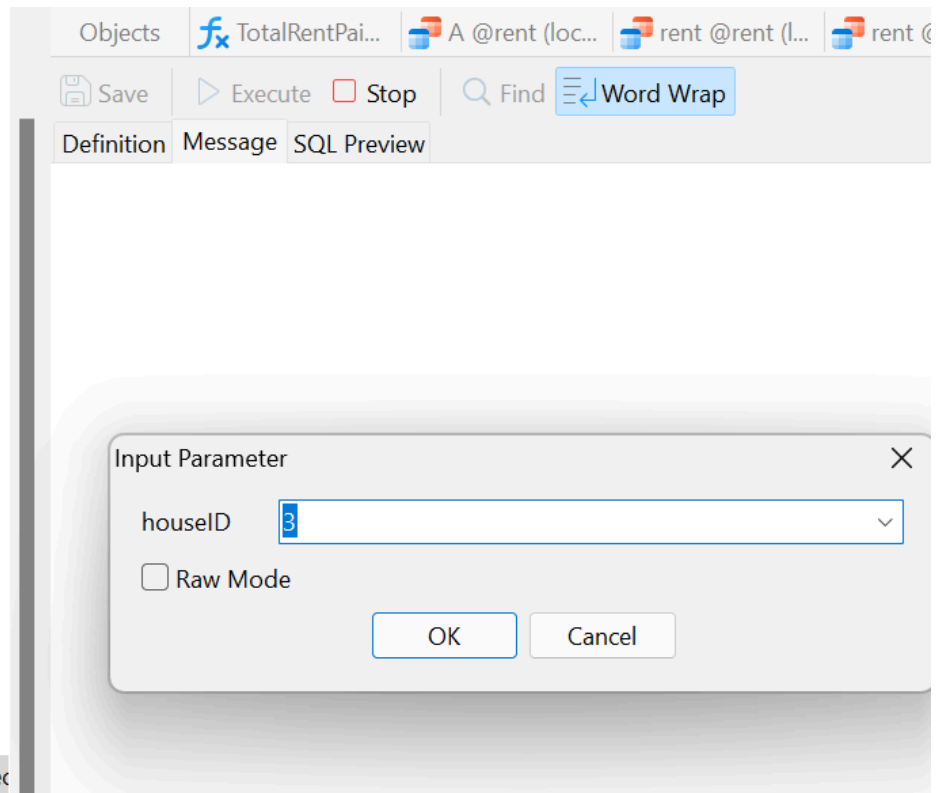 Objects TotalRentPai... A @rent (loc... rent @rent (l... rent @
Save Execute Stop Find Word Wrap
Definition Message SQL Preview
Input Parameter
houseID 3
Raw Mode
OK Cancel